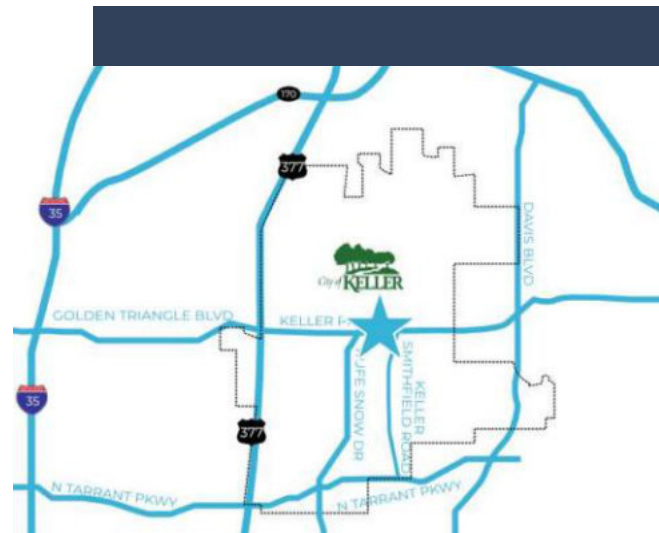 170
377
35
DAVIS BLVD
City of
KELLER
GOLDEN TRIANGLE BLVD
KELLER
RUFE SNOW DR
KELLER
SMITHFIELD ROAD
35
377
N TARRANT PKWY
N TARRANT PKWY